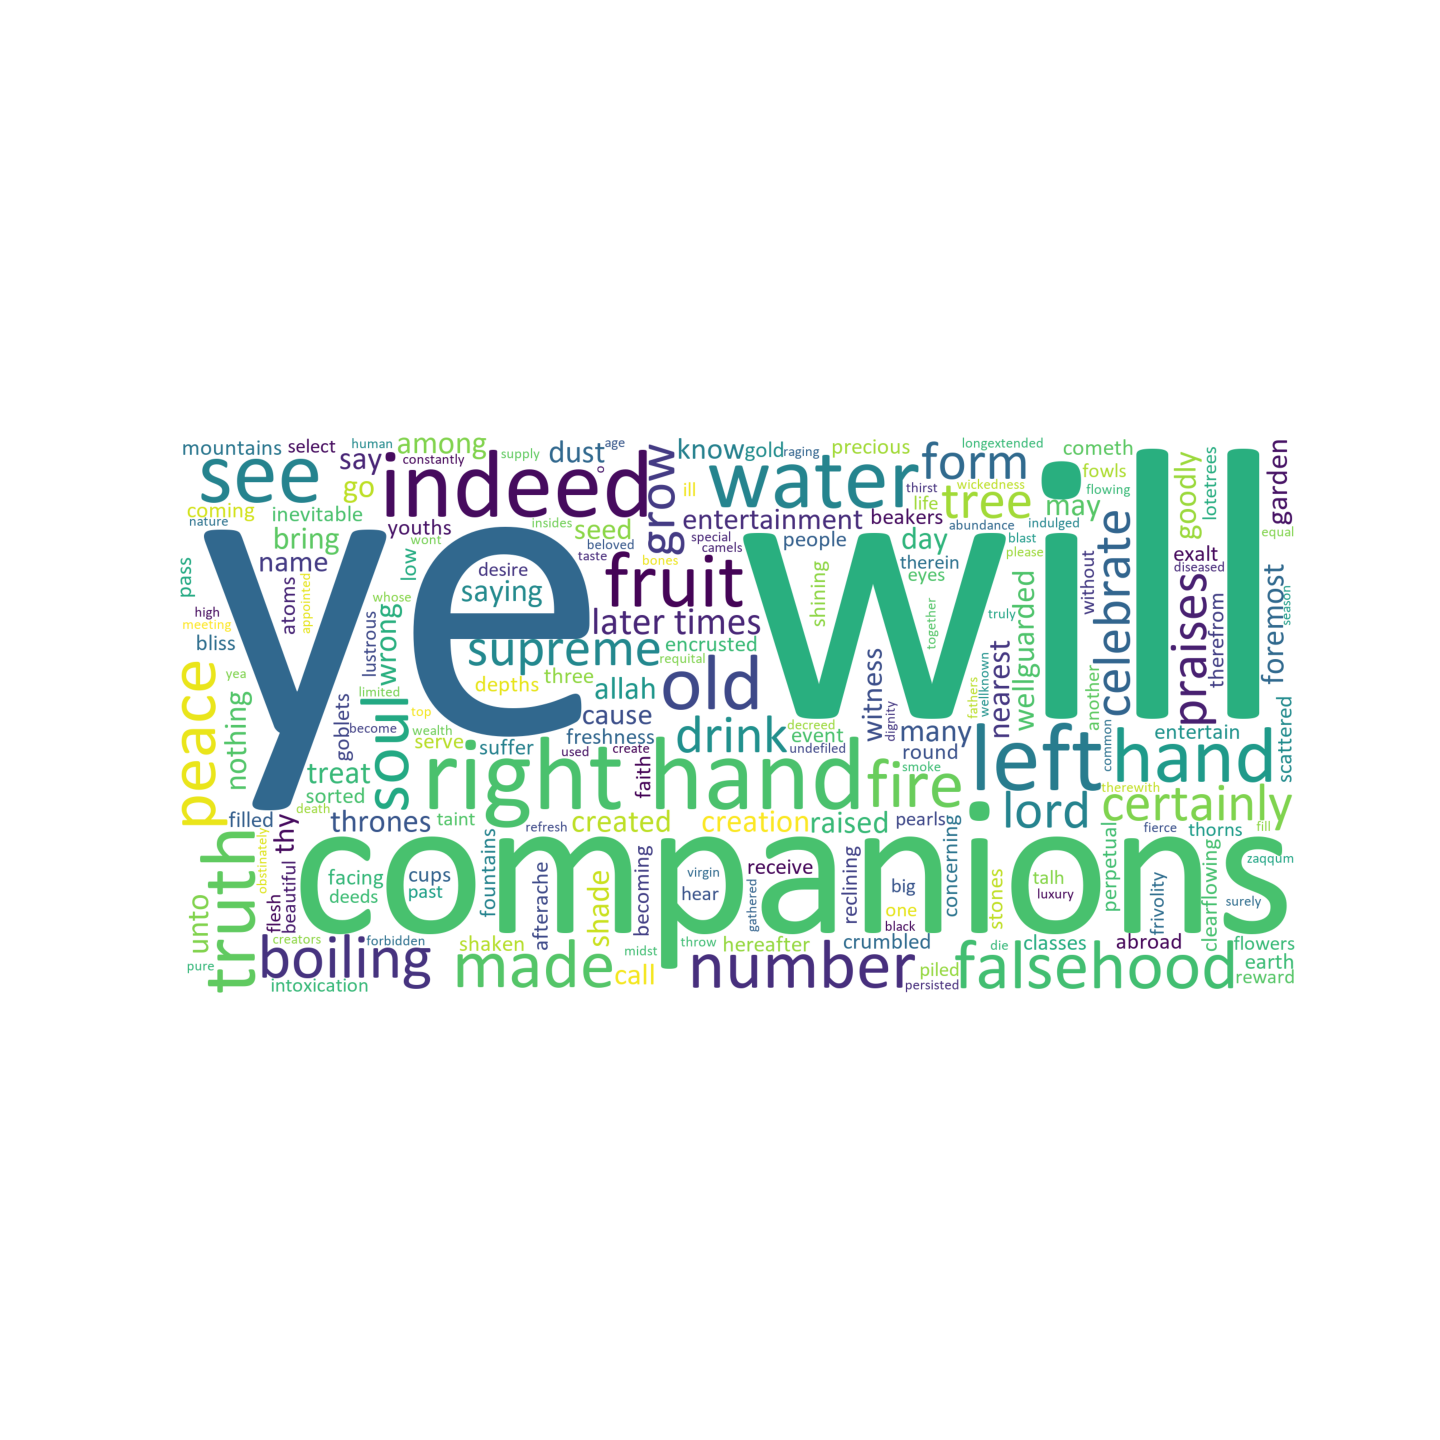 mountains select human among supply dust age know gold raging precious longextended cometh garden
see say constantly indeed o grow water form fowls goodly lotetrees
coming go ill thirst tree wickedness may flowing
nature inevitable youths insides seed entertainment beakers life abundance indulged equal
pass bring low wont beloved special people day blast celebrate exalt
name atoms appointed desire taste camels bones therein please without diseased
high whose saying fruit shining eyes truly praises therefrom foremost season
meeting ye will
bliss lustrous wrong later times together wellguarded
peace yea supreme encrusted requital witness nearest
limited depths three allah old fathers wellknown another
nothing goblets soul top cause decreed dignity many entertain scattered
become wealth serve suffer freshness drink event undefiled round left common hand
treat right hand used create faith fire smoke
sorted therewith certainly
filled death thrones taint refresh created creation raised pearls lord fierce thorns fill
truth obstinately thy companions concerning perpetual zaqqum
unto flesh beautiful facing cups fountains afterache shade becoming virgin receive reclining big talh clearflowing
deeds past hear gathered one stones luxury frivolity surely
creators boiling forbidden shaken midst throw hereafter black crumbled die classes abroad flowers
pure intoxication made call number piled persisted falsehood earth reward